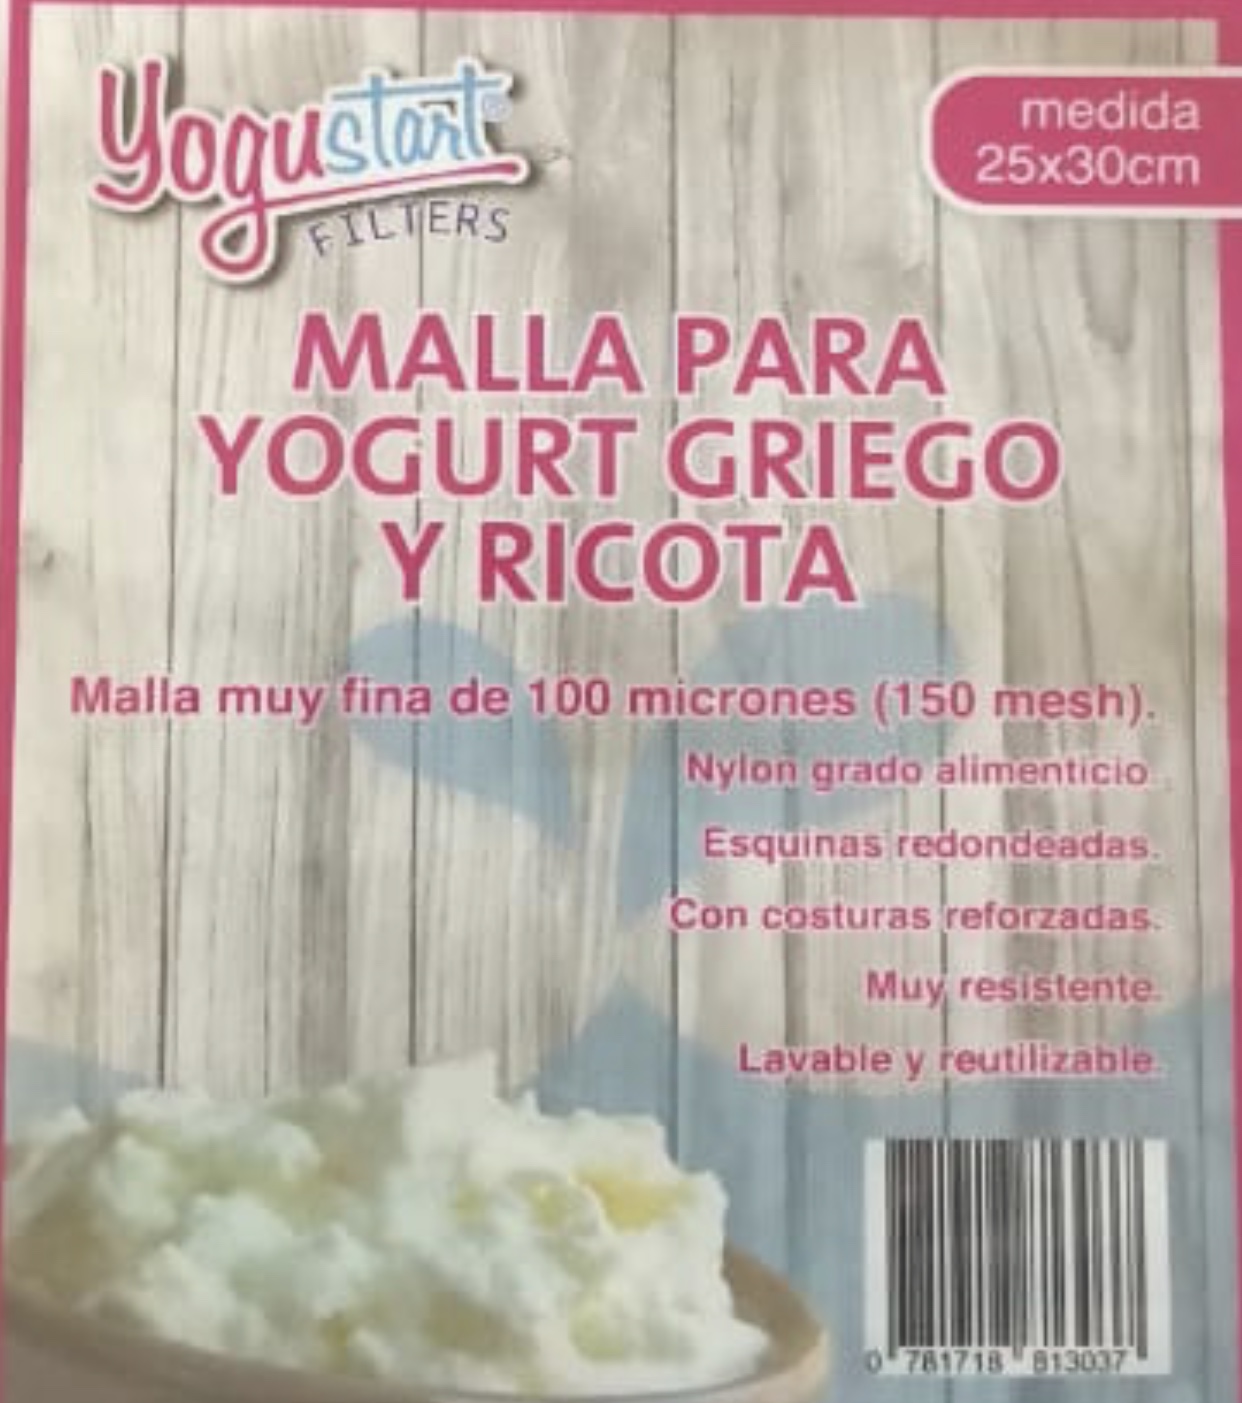 Yogustart®
FILTERS
medida
25x30cm
MALLA PARA
YOGURT GRIEGO
Y RICOTA
Malla muy fina de 100 micrones (150 mesh).
Nylon grado alimenticio.
Esquinas redondeadas.
Con costuras reforzadas.
Muy resistente.
Lavable y reutilizable.
0 781718 813037